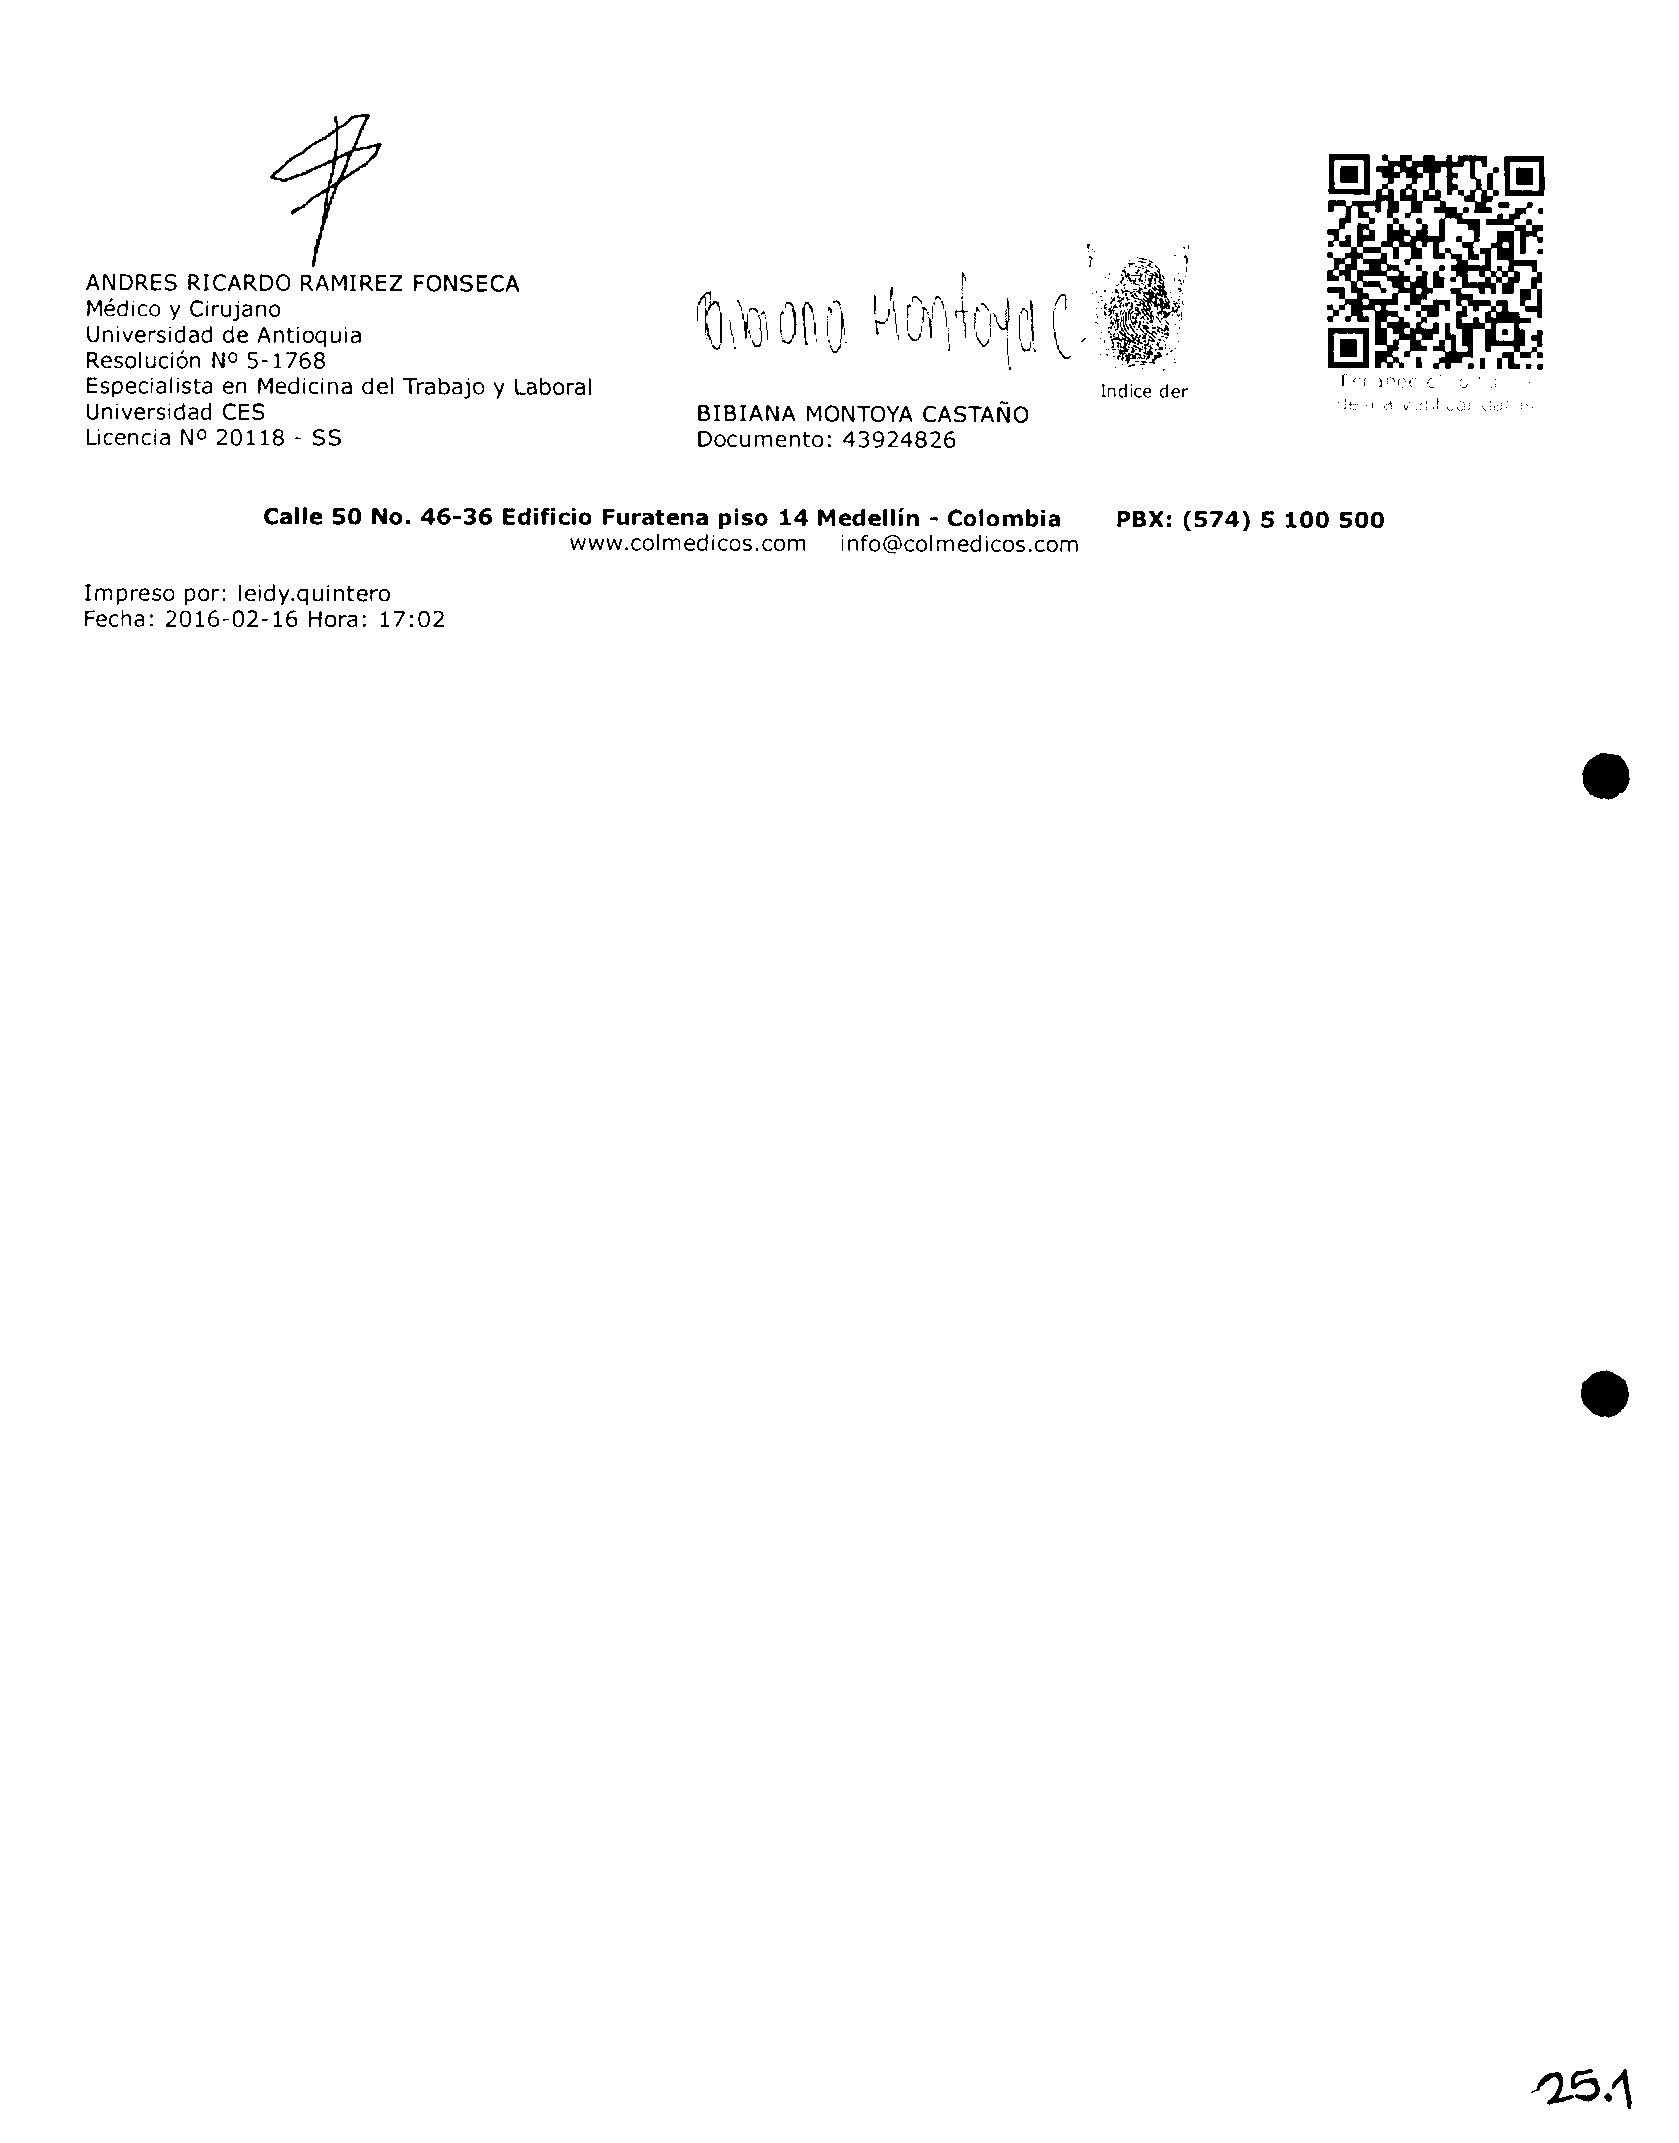 ANDRES RICARDO RAMIREZ FONSECA
Médico y Cirujano
Universidad de Antioquia
Resolución Nº 5-1768
Especialista en Medicina del Trabajo y Laboral
Universidad CES
Licencia Nº 20118 - SS
Bibiana Montoya C.
Indice der
BIBIANA MONTOYA CASTAÑO
Documento: 43924826
Calle 50 No. 46-36 Edificio Furatena piso 14 Medellín - Colombia PBX: (574) 5 100 500
www.colmedicos.com info@colmedicos.com
Impreso por: leidy.quintero
Fecha: 2016-02-16 Hora: 17:02
25.1